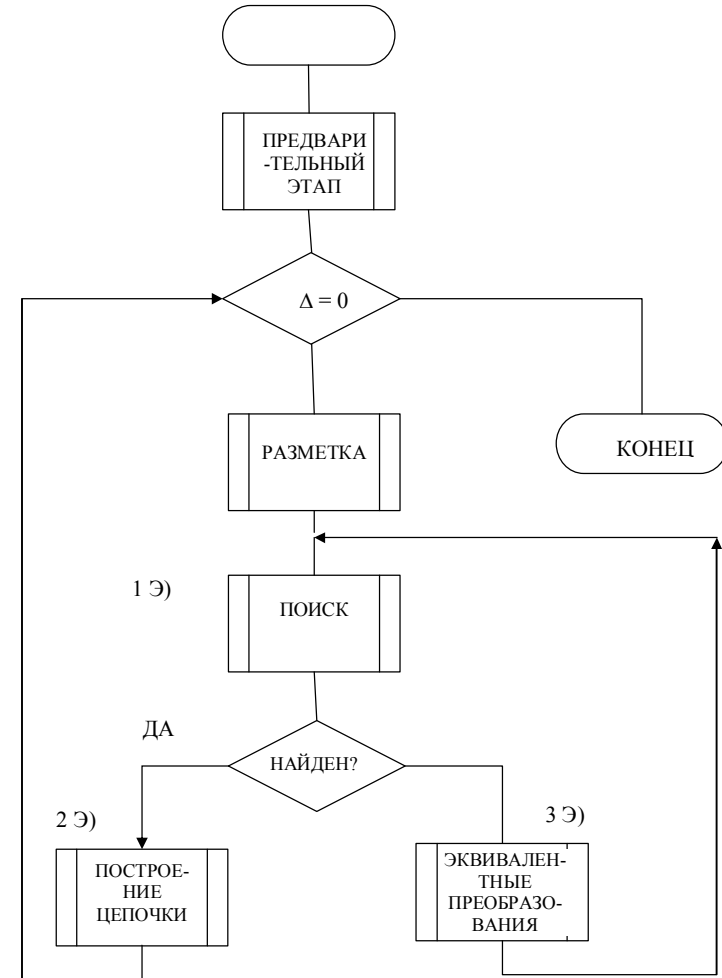 ПРЕДВАРИ
-ТЕЛЬНЫЙ
ЭТАП
Δ = 0
РАЗМЕТКА
КОНЕЦ
1 Э)
ПОИСК
ДА
НАЙДЕН?
2 Э)
3 Э)
ПОСТРОЕ-
НИЕ
ЦЕПОЧКИ
ЭКВИВАЛЕН-
ТНЫЕ
ПРЕОБРАЗО-
ВАНИЯ